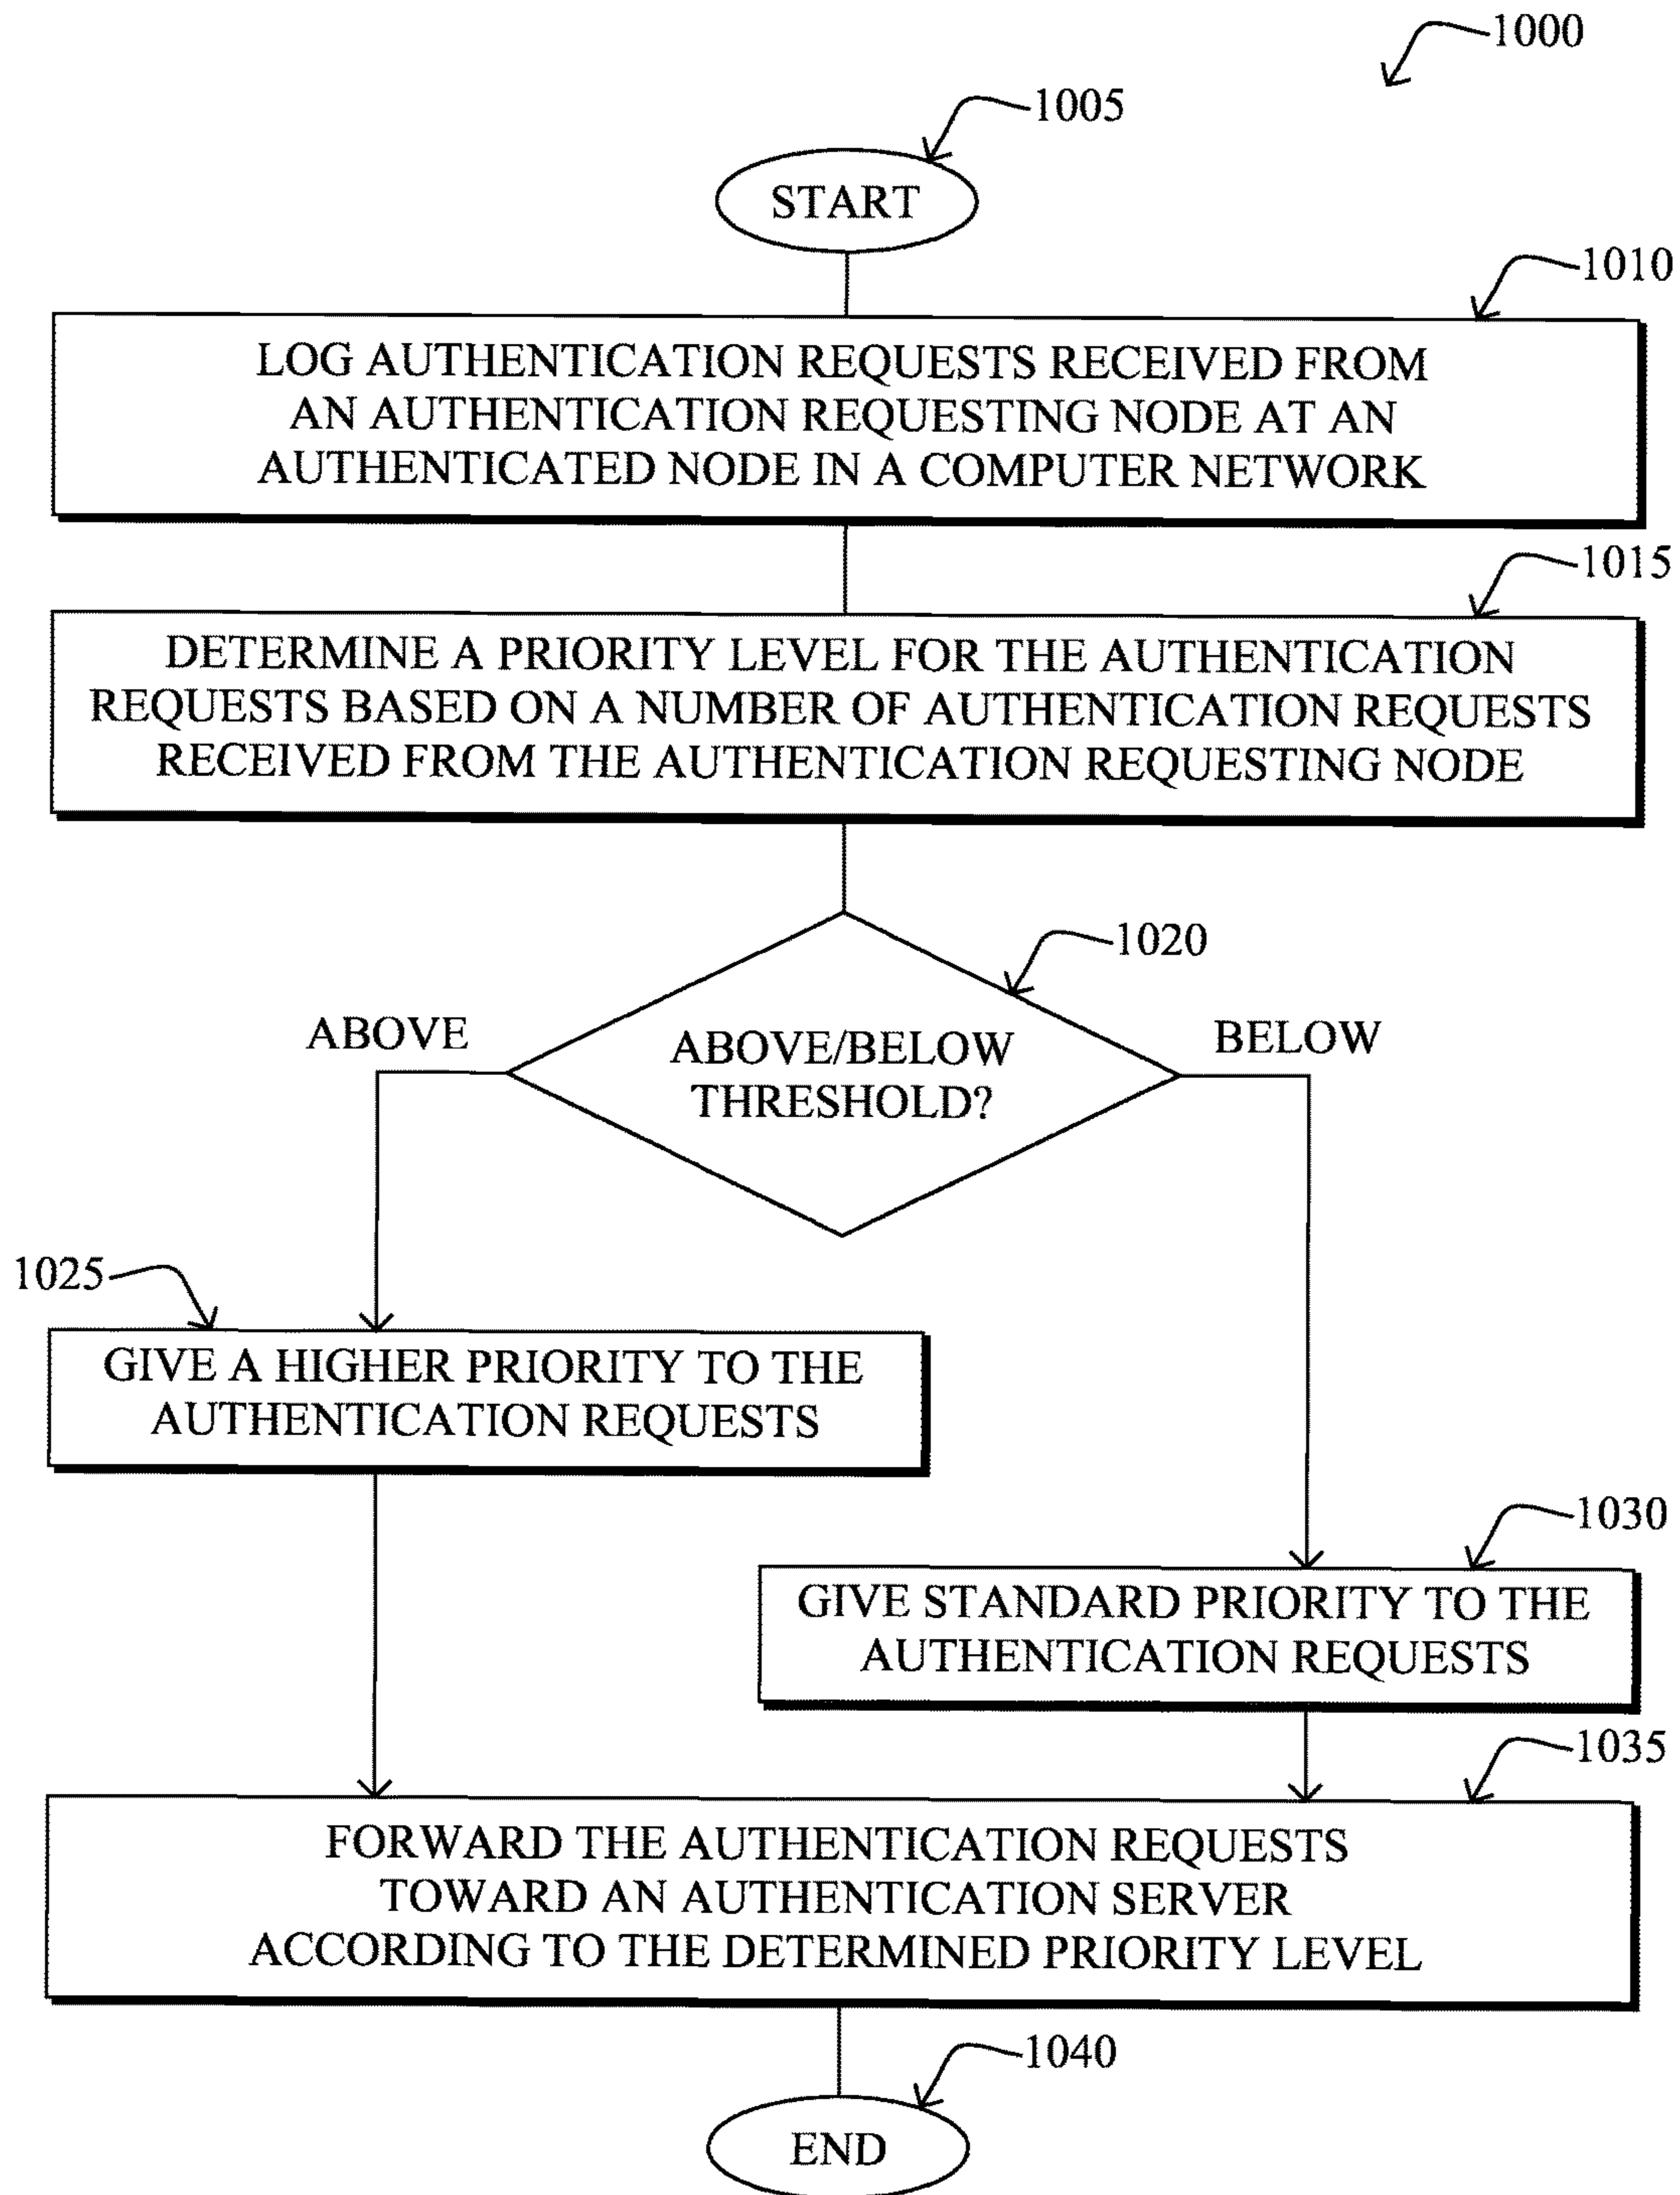 1000
1005
START
1010
LOG AUTHENTICATION REQUESTS RECEIVED FROM
AN AUTHENTICATION REQUESTING NODE AT AN
AUTHENTICATED NODE IN A COMPUTER NETWORK
1015
DETERMINE A PRIORITY LEVEL FOR THE AUTHENTICATION
REQUESTS BASED ON A NUMBER OF AUTHENTICATION REQUESTS
RECEIVED FROM THE AUTHENTICATION REQUESTING NODE
1020
ABOVE
ABOVE/BELOW
THRESHOLD?
BELOW
1025
GIVE A HIGHER PRIORITY TO THE
AUTHENTICATION REQUESTS
1030
GIVE STANDARD PRIORITY TO THE
AUTHENTICATION REQUESTS
1035
FORWARD THE AUTHENTICATION REQUESTS
TOWARD AN AUTHENTICATION SERVER
ACCORDING TO THE DETERMINED PRIORITY LEVEL
1040
END